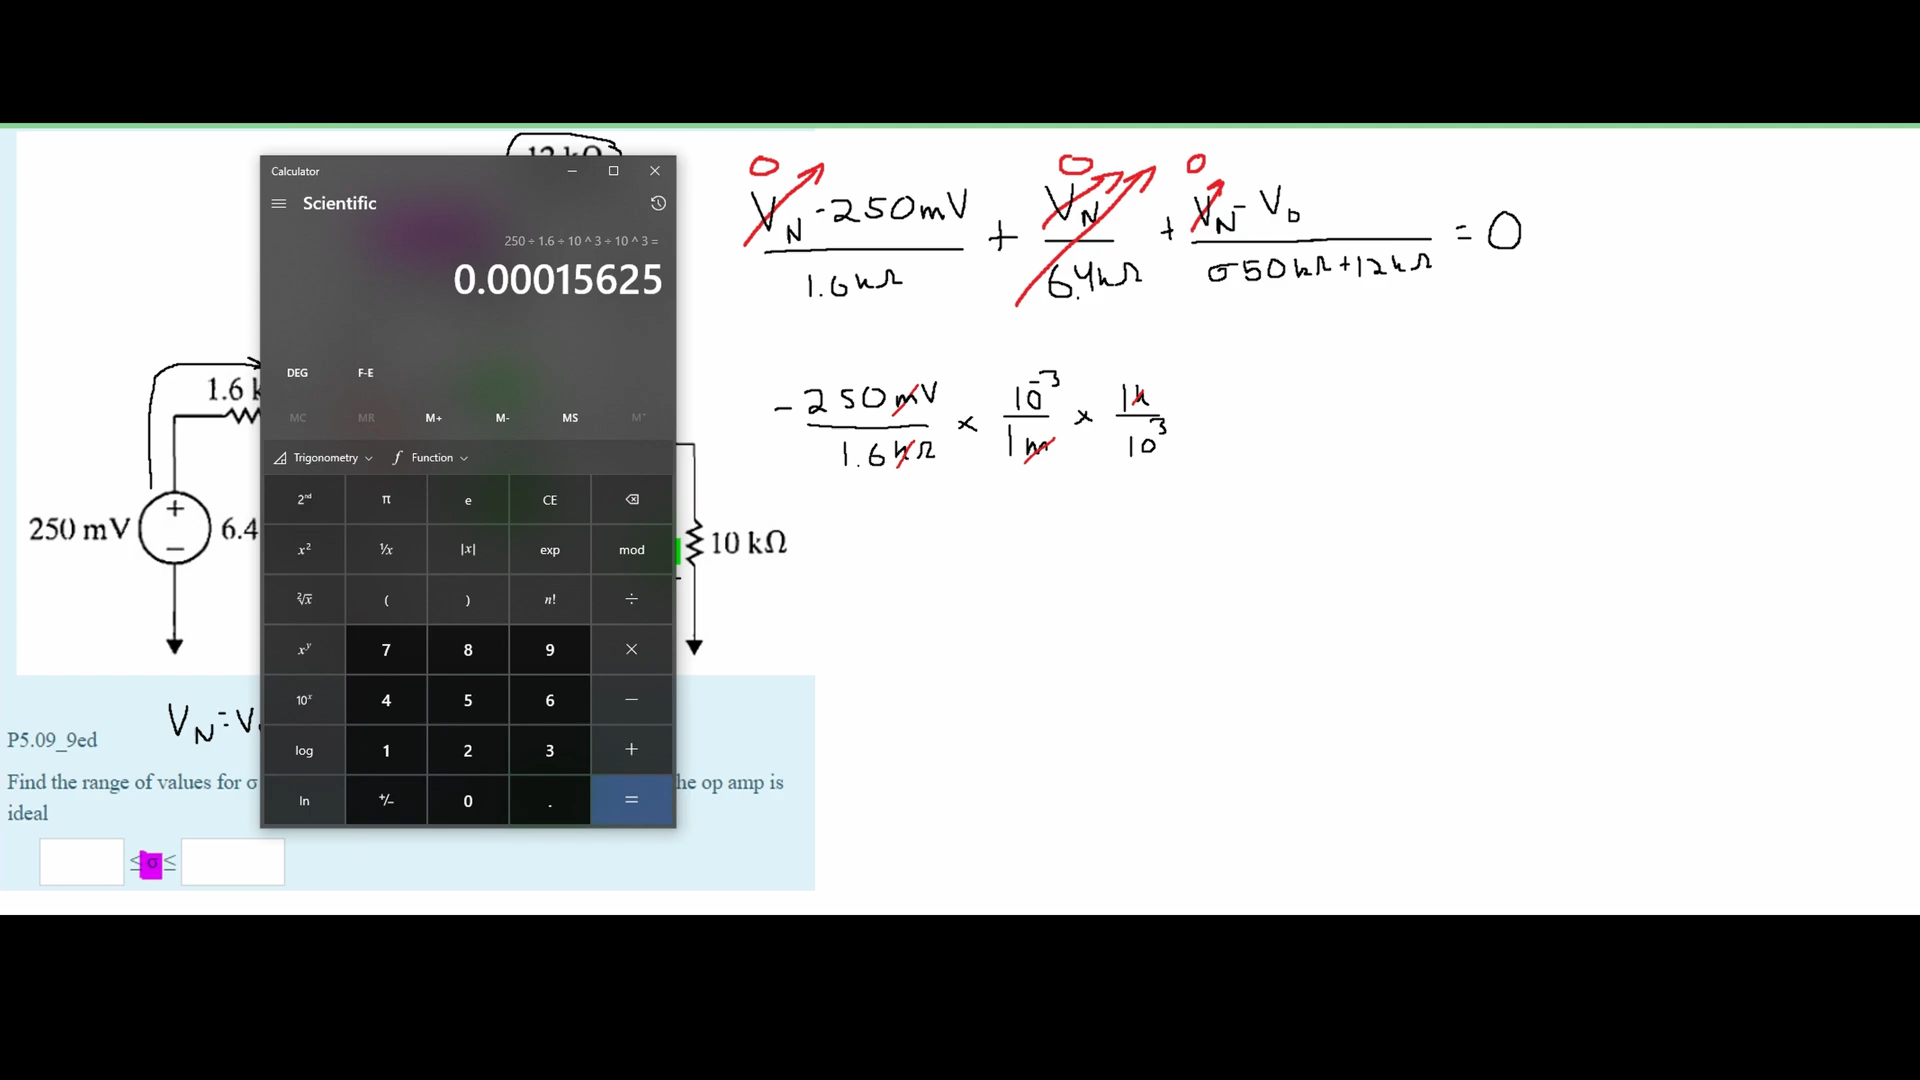 12 kΩ
Calculator
Scientific
250 ÷ 1.6 ÷ 10 ^ 3 ÷ 10 ^ 3 =
0.00015625
DEG F-E
MC MR M+ M- MS M˅
Trigonometry f Function
2ⁿᵈ π e CE
x² ¹/x |x| exp mod
²√x ( ) n! ÷
xʸ 7 8 9 ×
10ˣ 4 5 6 −
log 1 2 3 +
ln +/− 0 . =
1.6 k
250 mV + − 6.4
10 kΩ
V_N = V
P5.09_9ed
Find the range of values for σ
he op amp is
ideal
≤ σ ≤
0 0 0
V_N - 250mV + V_N + V_N - V_o = 0
1.6kΩ 6.4kΩ σ50kΩ+12kΩ
- 250mV × 10⁻³ × 1k
1.6kΩ 1m 10³